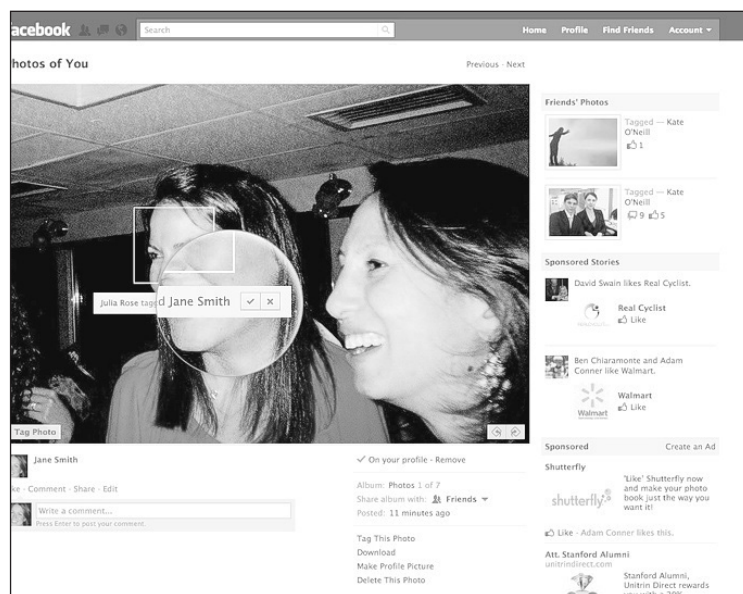 facebook
Search
Home Profile Find Friends Account
Photos of You
Previous · Next
Julia Rose tagged Jane Smith
Tag Photo
Jane Smith
Like · Comment · Share · Edit
Write a comment...
Press Enter to post your comment.
On your profile · Remove
Album: Photos 1 of 7
Share album with: Friends
Posted: 11 minutes ago
Tag This Photo
Download
Make Profile Picture
Delete This Photo
Friends' Photos
Tagged — Kate
O'Neill
1
Tagged — Kate
O'Neill
9 5
Sponsored Stories
David Swain likes Real Cyclist.
Real Cyclist
Like
Ben Chiaramonte and Adam
Conner like Walmart.
Walmart
Walmart
Like
Sponsored Create an Ad
Shutterfly
shutterfly
'Like' Shutterfly now
and make your photo
book just the way you
want it!
Like · Adam Conner likes this.
Att. Stanford Alumni
unitrindirect.com
Stanford Alumni,
Unitrin Direct rewards